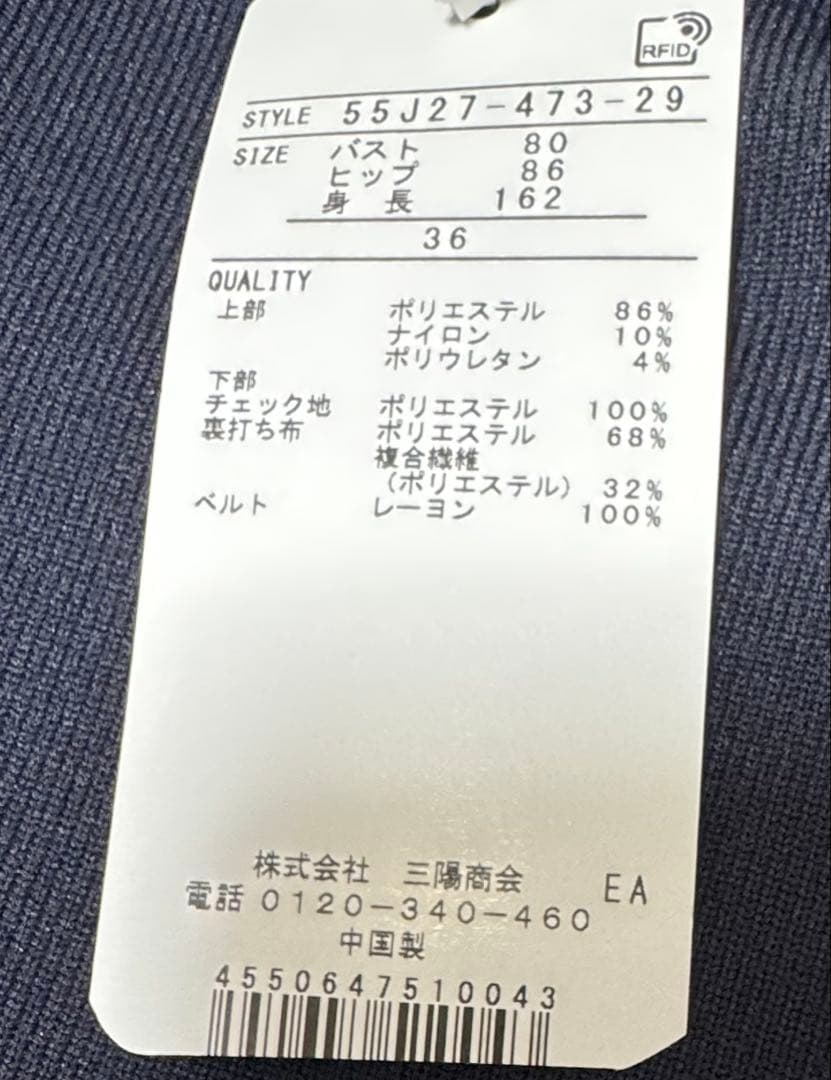 RFID
STYLE 55J27-473-29
SIZE バスト 80
ヒップ 86
身 長 162
36
QUALITY
上部 ポリエステル 86%
ナイロン 10%
ポリウレタン 4%
下部
チェック地 ポリエステル 100%
裏打ち布 ポリエステル 68%
複合繊維
(ポリエステル) 32%
ベルト レーヨン 100%
株式会社 三陽商会 EA
電話 0120-340-460
中国製
4550647510043